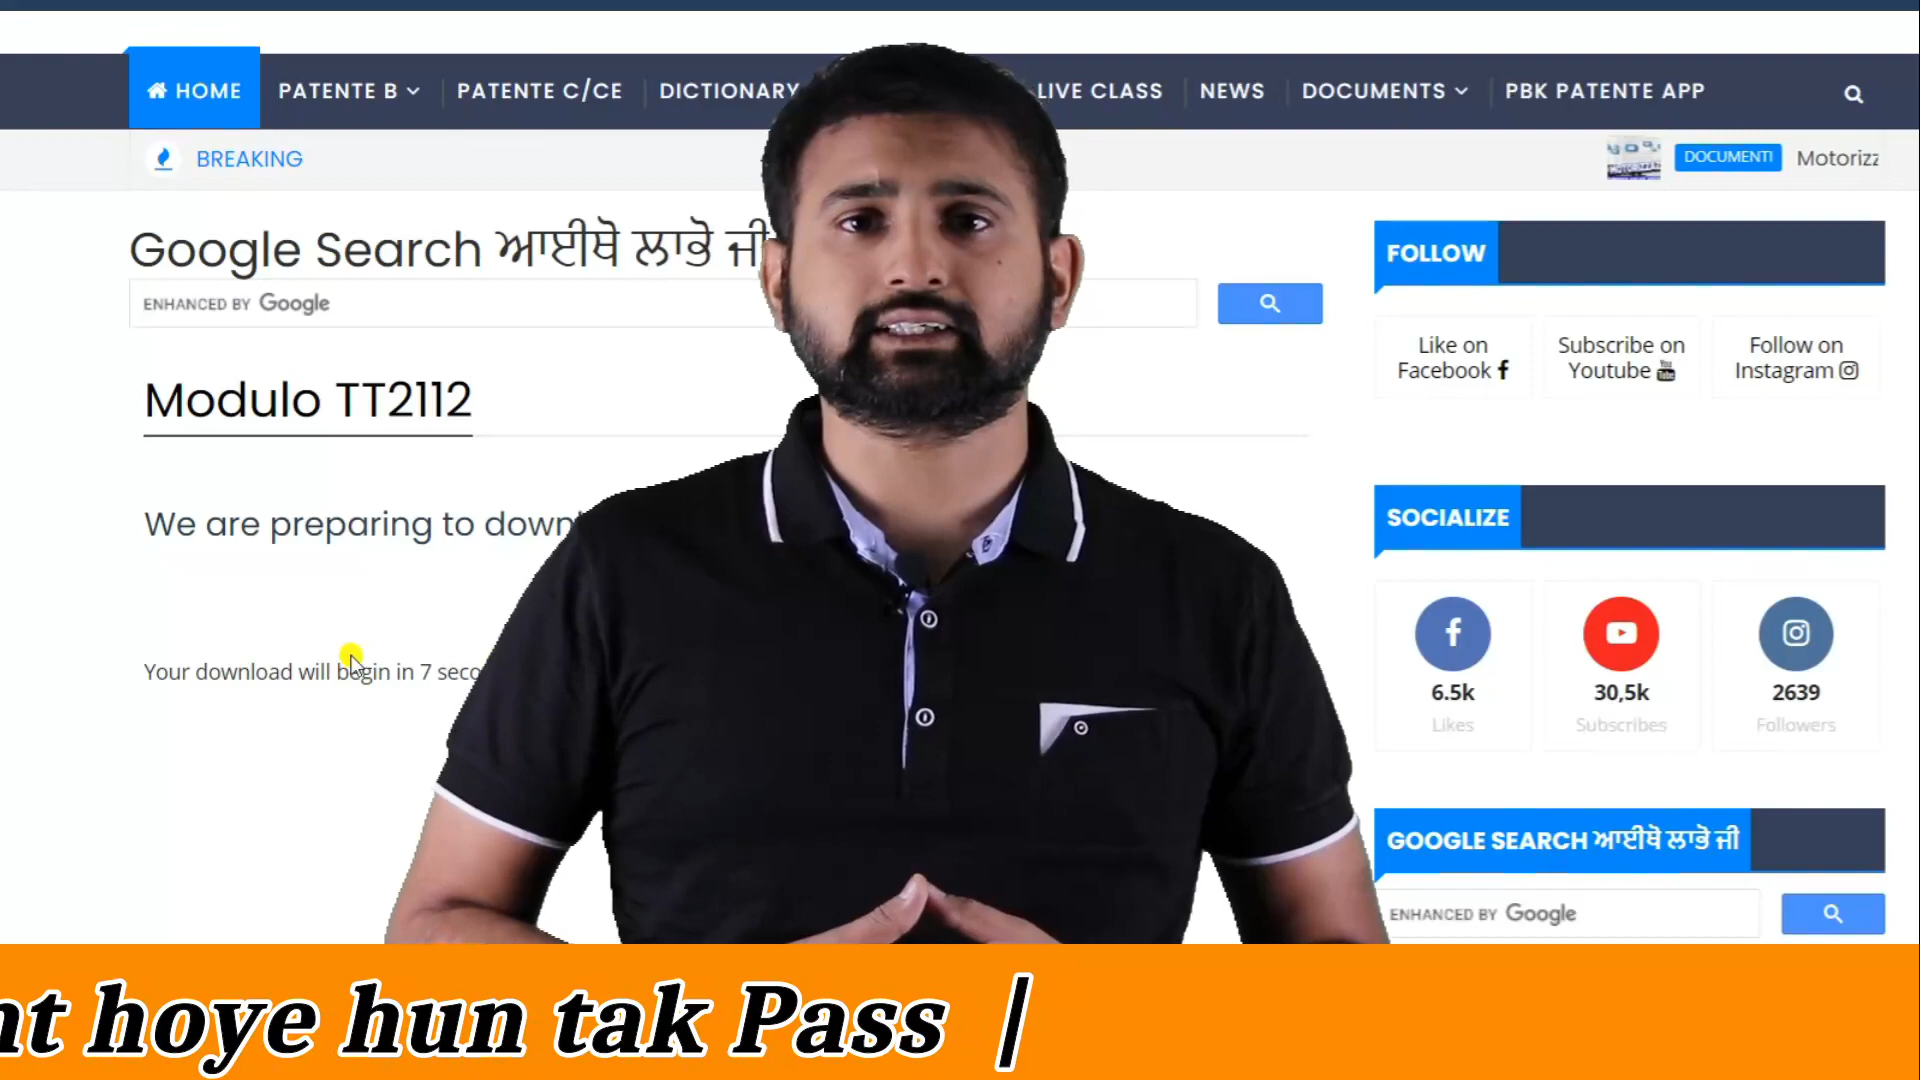 HOME PATENTE B PATENTE C/CE DICTIONARY LIVE CLASS NEWS DOCUMENTS PBK PATENTE APP
BREAKING DOCUMENTI Motorizz
Google Search ਆਈਥੋ ਲਾਭੋ ਜੀ
ENHANCED BY Google
Modulo TT2112
We are preparing to down
Your download will begin in 7 seco
FOLLOW
Like on Facebook
Subscribe on Youtube
Follow on Instagram
SOCIALIZE
6.5k 30,5k 2639
Likes Subscribes Followers
GOOGLE SEARCH ਆਈਥੋ ਲਾਭੋ ਜੀ
ENHANCED BY Google
nt hoye hun tak Pass |